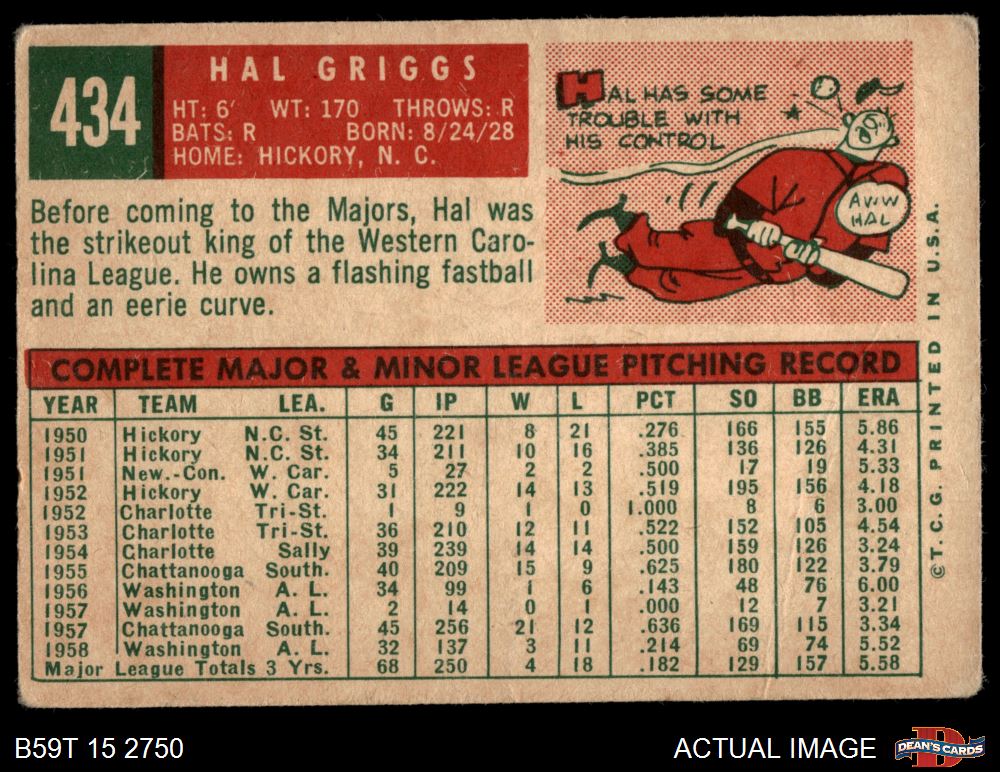 434
HAL GRIGGS
HT: 6' WT: 170 THROWS: R
BATS: R BORN: 8/24/28
HOME: HICKORY, N. C.
HAL HAS SOME
TROUBLE WITH
HIS CONTROL
AWW
HAL
Before coming to the Majors, Hal was
the strikeout king of the Western Caro-
lina League. He owns a flashing fastball
and an eerie curve.
COMPLETE MAJOR & MINOR LEAGUE PITCHING RECORD
YEAR TEAM LEA. G IP W L PCT SO BB ERA
1950 Hickory N.C. St. 45 221 8 21 .276 166 155 5.86
1951 Hickory N.C. St. 34 211 10 16 .385 136 126 4.31
1951 New.-Con. W. Car. 5 27 2 2 .500 17 19 5.33
1952 Hickory W. Car. 31 222 14 13 .519 195 156 4.18
1952 Charlotte Tri-St. 1 9 1 0 1.000 8 6 3.00
1953 Charlotte Tri-St. 36 210 12 11 .522 152 105 4.54
1954 Charlotte Sally 39 239 14 14 .500 159 126 3.24
1955 Chattanooga South. 40 209 15 9 .625 180 122 3.79
1956 Washington A. L. 34 99 1 6 .143 48 76 6.00
1957 Washington A. L. 2 14 0 1 .000 12 7 3.21
1957 Chattanooga South. 45 256 21 12 .636 169 115 3.34
1958 Washington A. L. 32 137 3 11 .214 69 74 5.52
Major League Totals 3 Yrs. 68 250 4 18 .182 129 157 5.58
© T. C. G. PRINTED IN U.S.A.
B59T 15 2750
ACTUAL IMAGE
DEAN'S CARDS